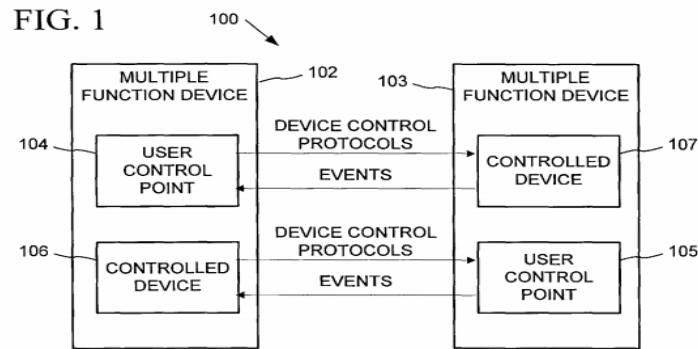 FIG. 1
100
102
103
MULTIPLE
FUNCTION DEVICE
MULTIPLE
FUNCTION DEVICE
104
USER
CONTROL
POINT
DEVICE CONTROL
PROTOCOLS
EVENTS
CONTROLLED
DEVICE
107
106
CONTROLLED
DEVICE
DEVICE CONTROL
PROTOCOLS
EVENTS
USER
CONTROL
POINT
105